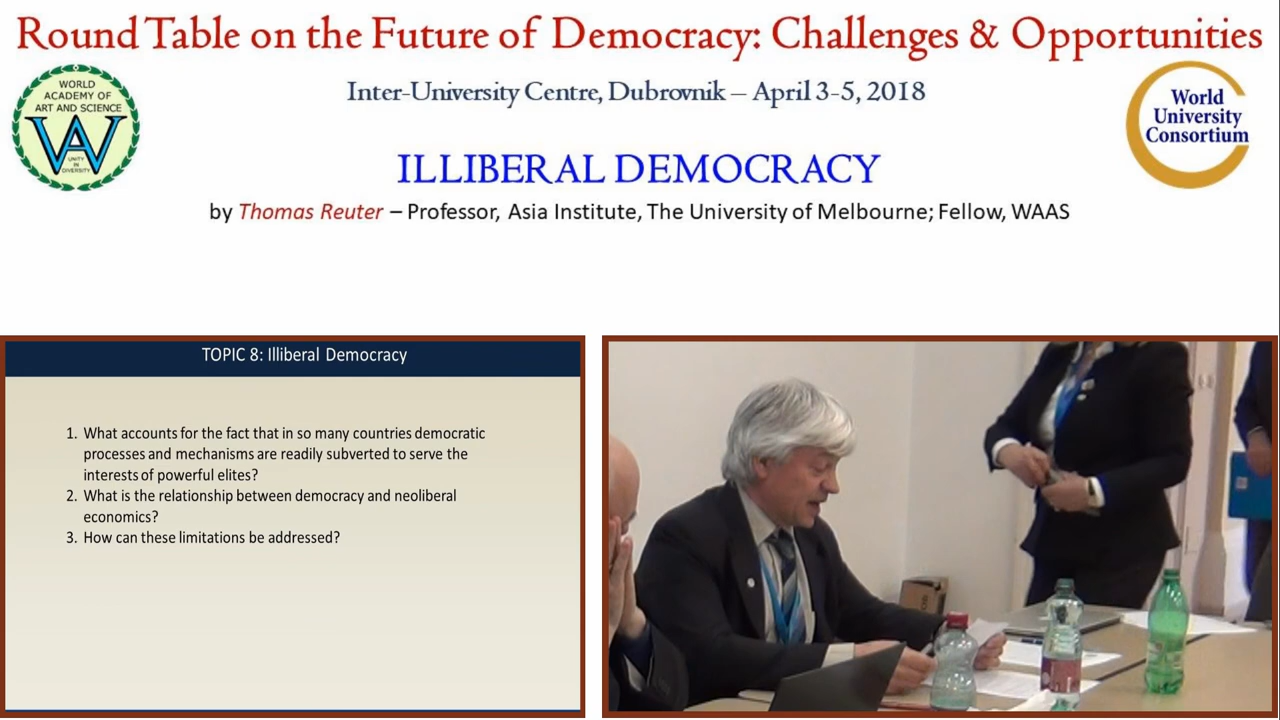 Round Table on the Future of Democracy: Challenges & Opportunities
WORLD
ACADEMY OF
ART AND SCIENCE
WA
UNITY
IN
DIVERSITY
Inter-University Centre, Dubrovnik – April 3-5, 2018
World
University
Consortium
ILLIBERAL DEMOCRACY
by Thomas Reuter – Professor, Asia Institute, The University of Melbourne; Fellow, WAAS
TOPIC 8: Illiberal Democracy
1. What accounts for the fact that in so many countries democratic
processes and mechanisms are readily subverted to serve the
interests of powerful elites?
2. What is the relationship between democracy and neoliberal
economics?
3. How can these limitations be addressed?